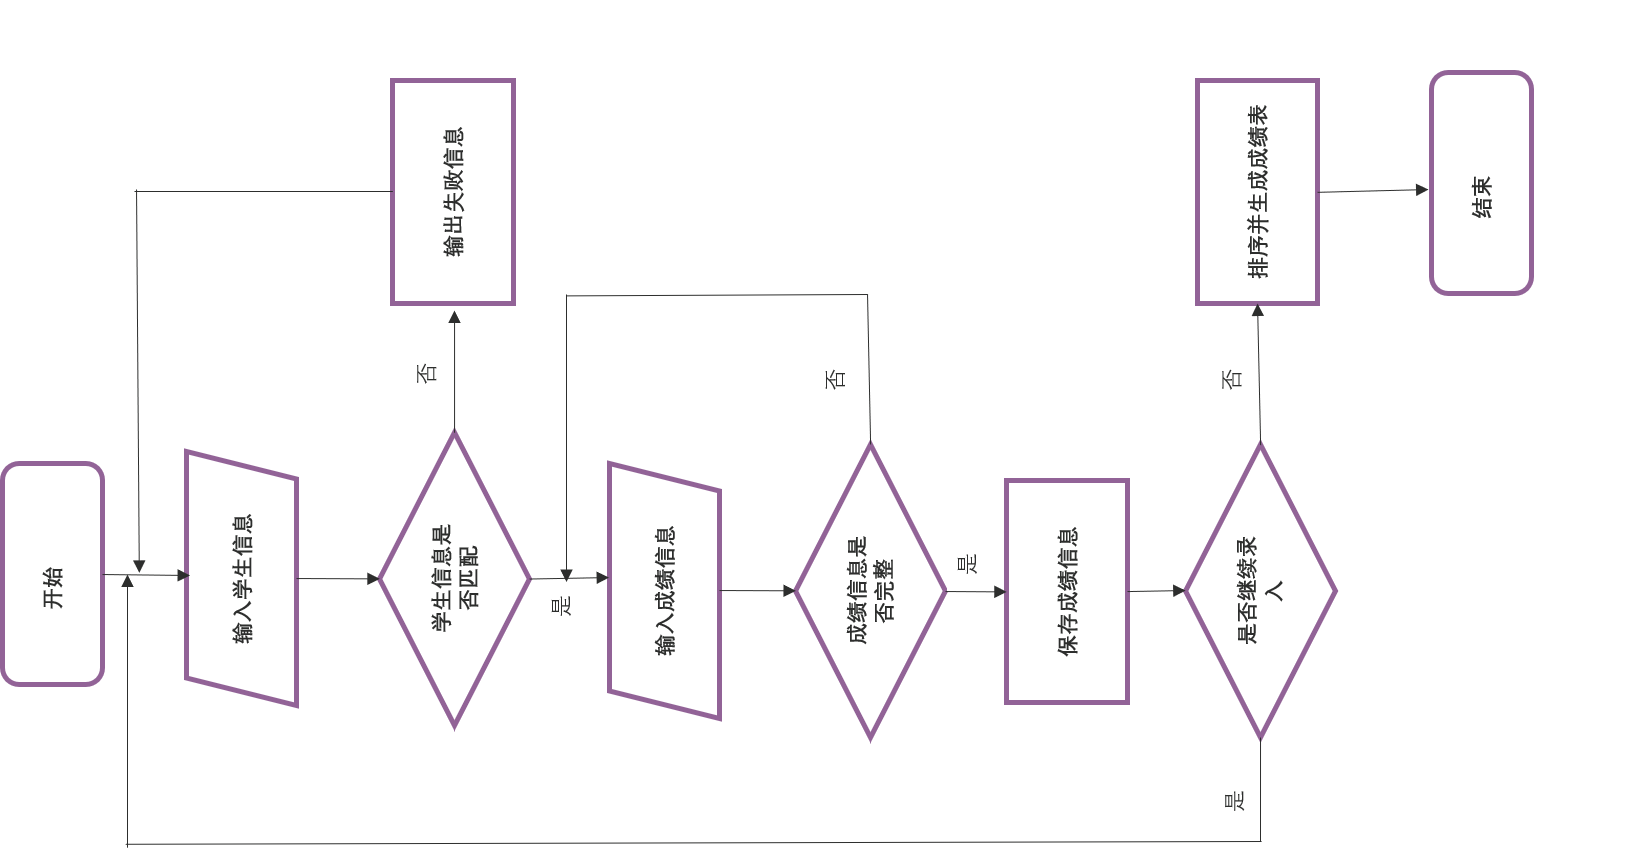 开始
输入学生信息
学生信息是
否匹配
否
输出失败信息
是
输入成绩信息
成绩信息是
否完整
否
是
保存成绩信息
是否继续录
入
是
否
排序并生成成绩表
结束